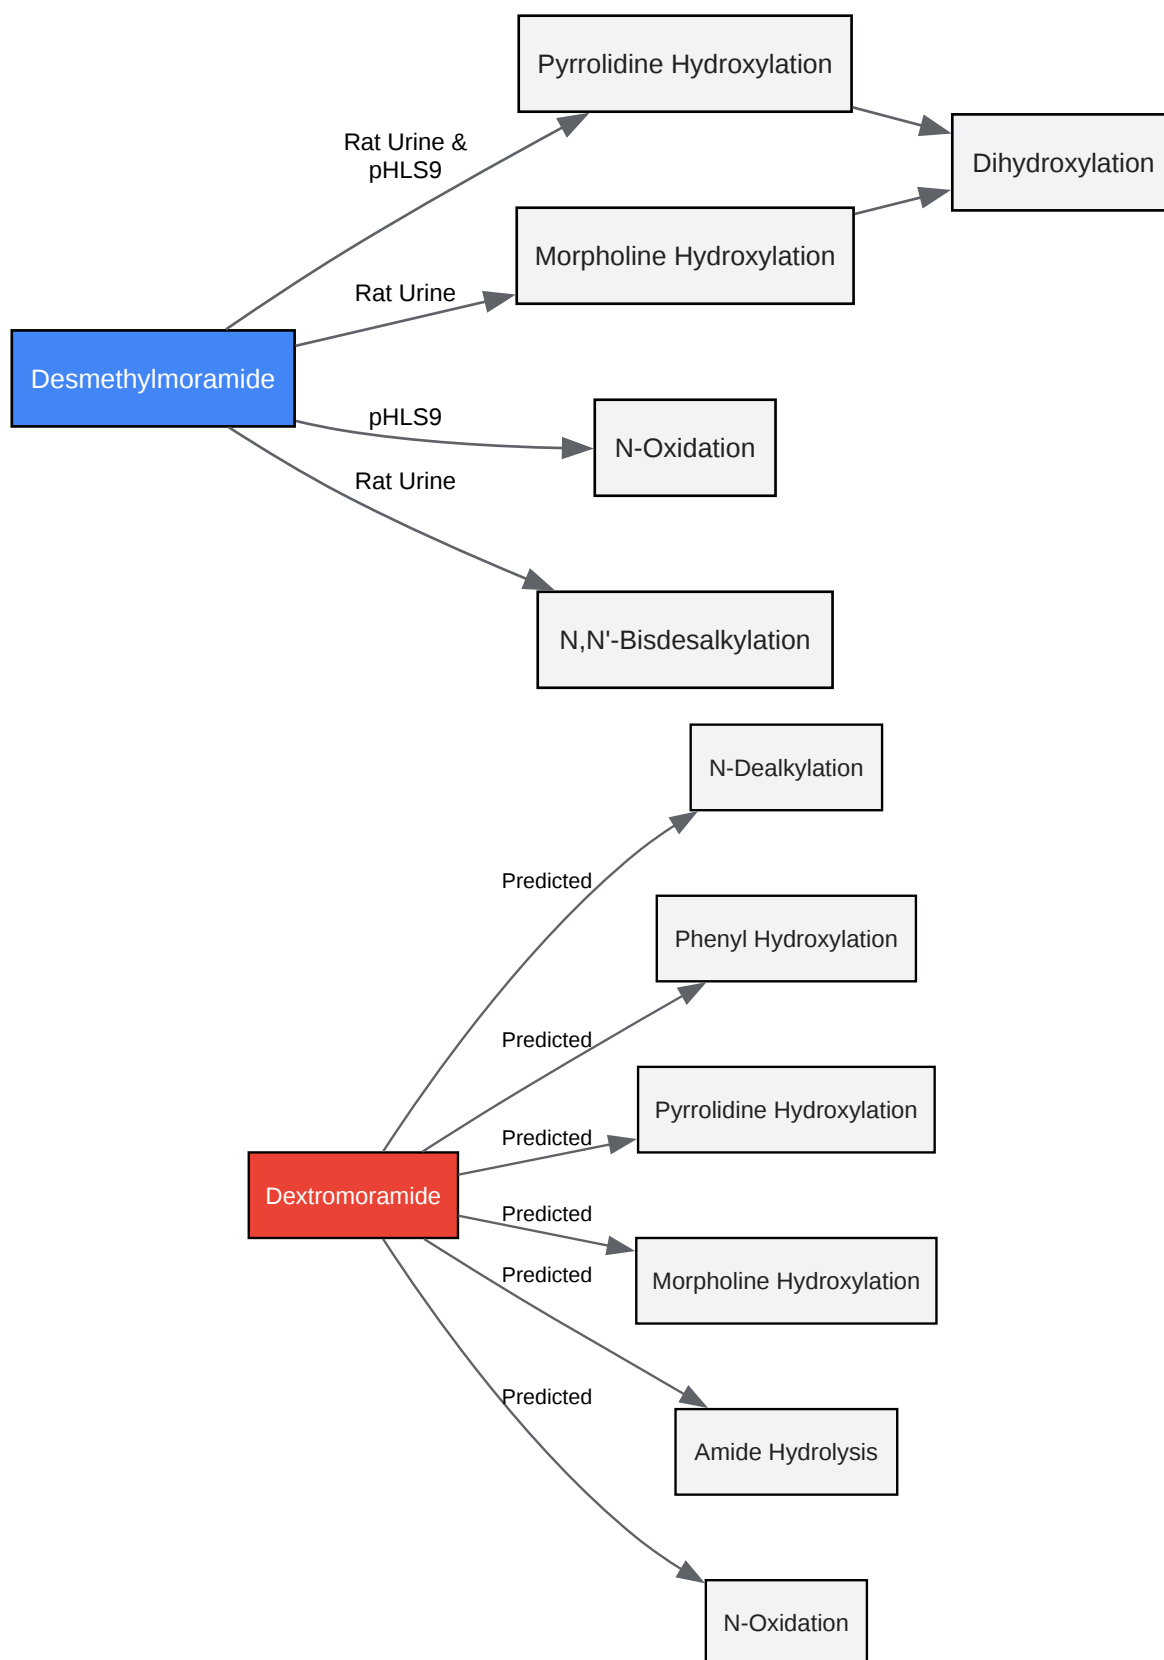 Pyrrolidine Hydroxylation
Rat Urine &
pHLS9
Dihydroxylation
Morpholine Hydroxylation
Rat Urine
Desmethylmoramide
pHLS9
N-Oxidation
Rat Urine
N,N'-Bisdesalkylation
N-Dealkylation
Predicted
Phenyl Hydroxylation
Predicted
Pyrrolidine Hydroxylation
Predicted
Dextromoramide
Predicted
Morpholine Hydroxylation
Predicted
Predicted
Amide Hydrolysis
N-Oxidation